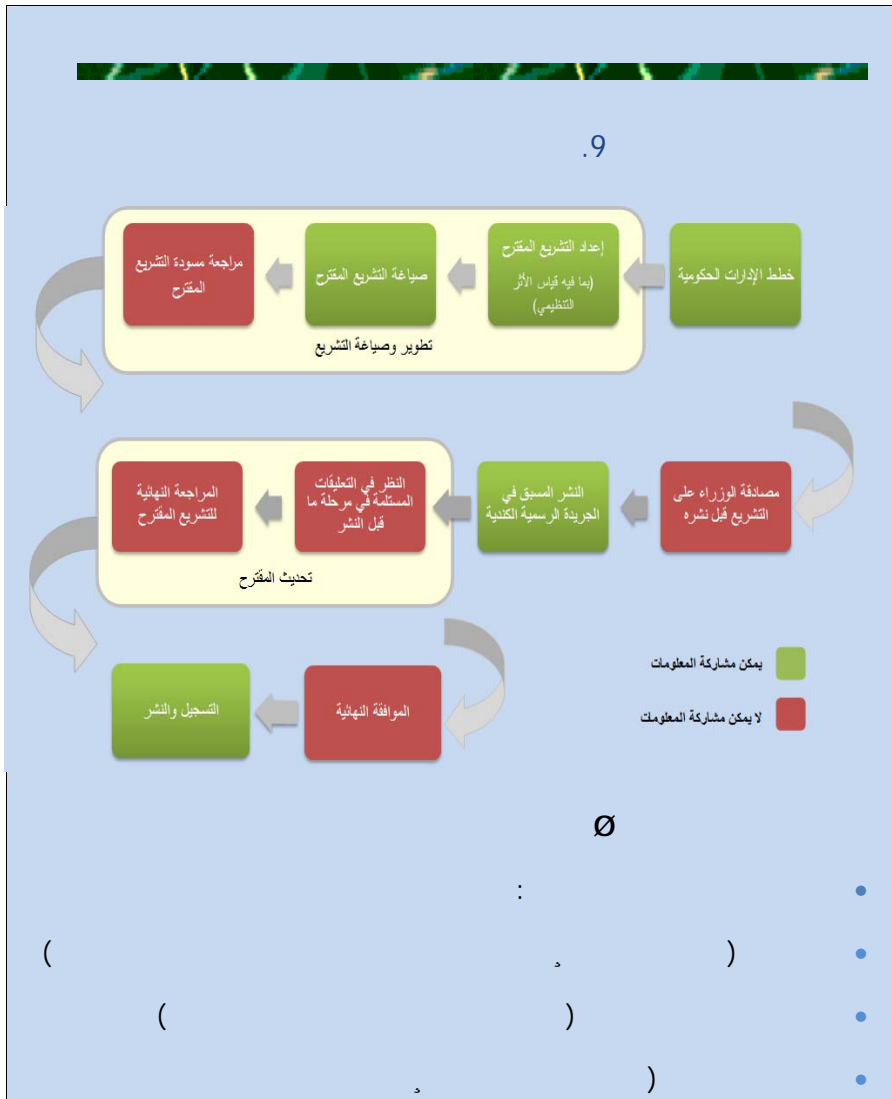 9.
خطط الإدارات الحكومية
إعداد التشريع المقترح
(بما فيه قياس الأثر
التنظيمي)
صياغة التشريع المقترح
مراجعة مسودة التشريع
المقترح
تطوير وصياغة التشريع
مصادقة الوزراء على
التشريع قبل نشره
النشر المسبق في
الجريدة الرسمية الكندية
النظر في التعليقات
المستلمة في مرحلة ما
قبل النشر
المراجعة النهائية
للتشريع المقترح
تحديث المقترح
الموافقة النهائية
التسجيل والنشر
يمكن مشاركة المعلومات
لا يمكن مشاركة المعلومات
Ø
• :
• ( )
• ( )
• (